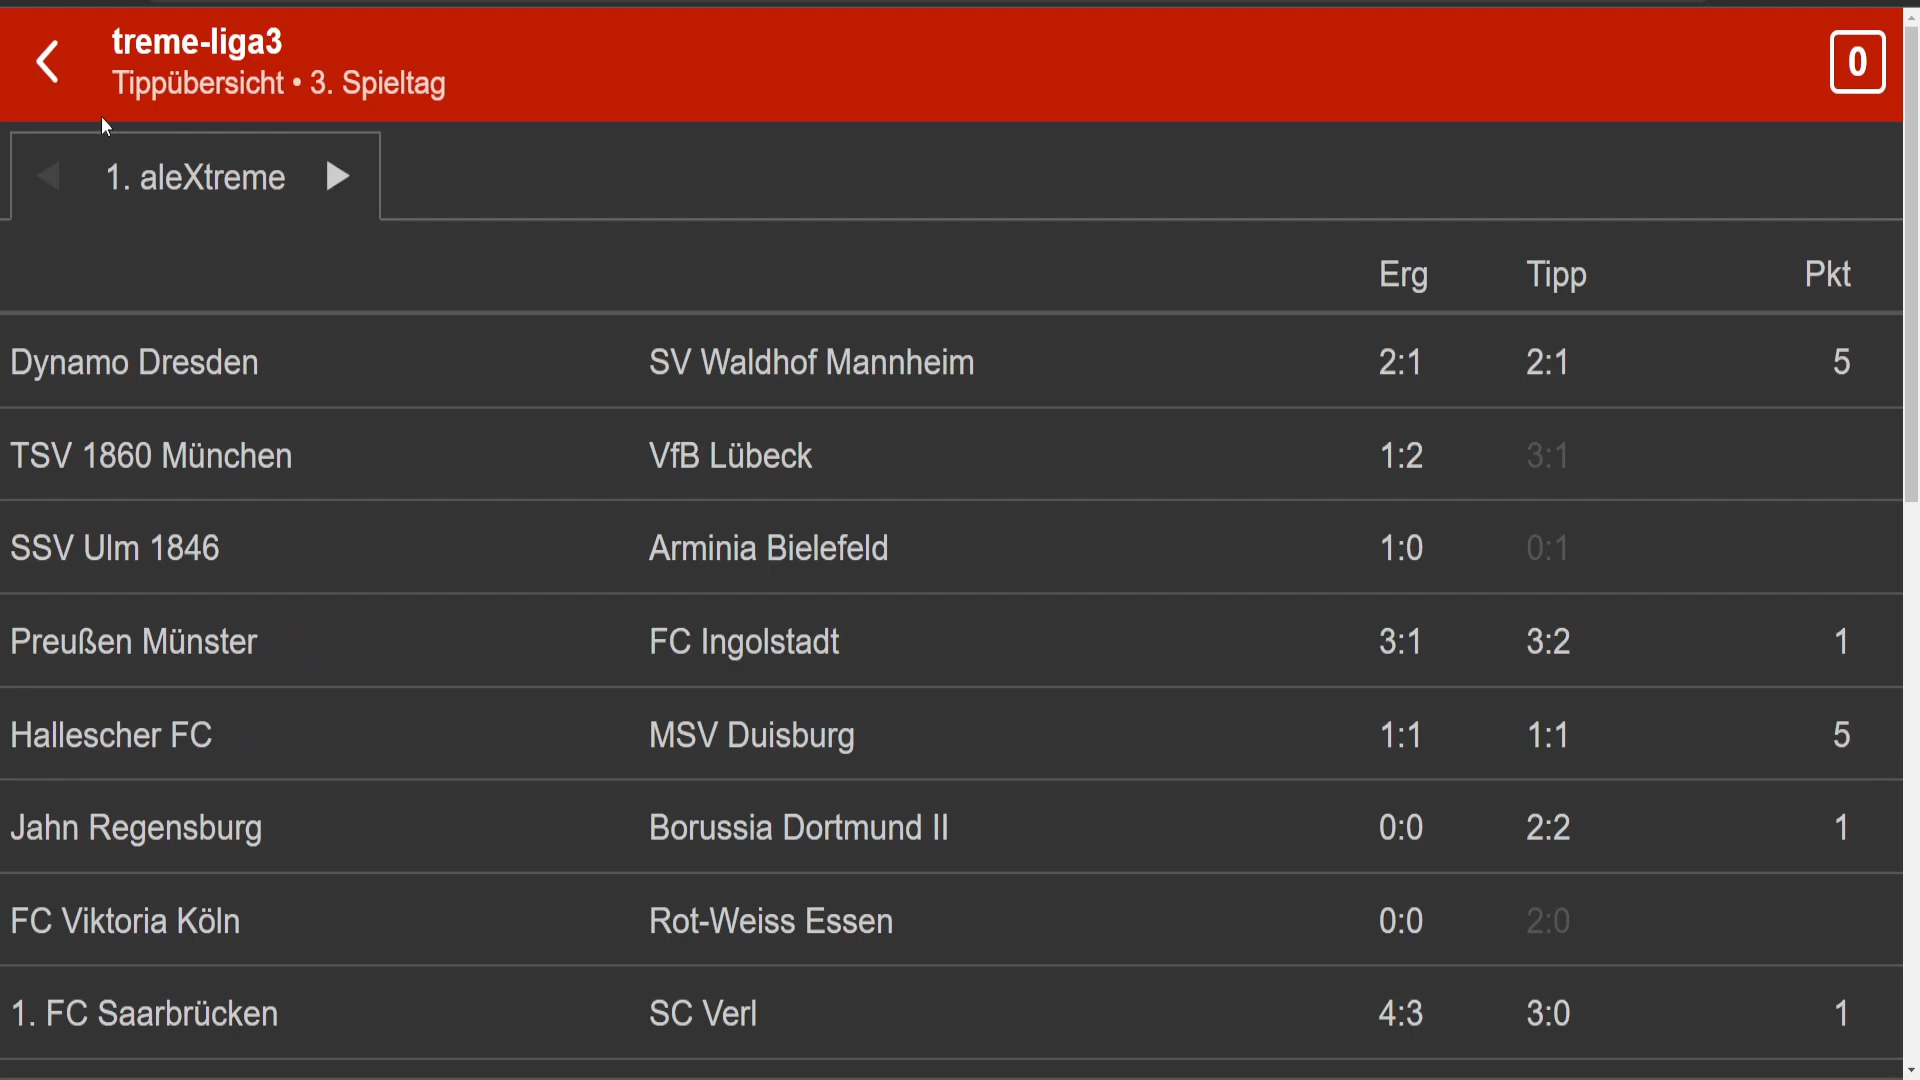 treme-liga3
0
Tippübersicht • 3. Spieltag
1. aleXtreme
Erg Tipp Pkt
Dynamo Dresden SV Waldhof Mannheim 2:1 2:1 5
TSV 1860 München VfB Lübeck 1:2 3:1
SSV Ulm 1846 Arminia Bielefeld 1:0 0:1
Preußen Münster FC Ingolstadt 3:1 3:2 1
Hallescher FC MSV Duisburg 1:1 1:1 5
Jahn Regensburg Borussia Dortmund II 0:0 2:2 1
FC Viktoria Köln Rot-Weiss Essen 0:0 2:0
1. FC Saarbrücken SC Verl 4:3 3:0 1